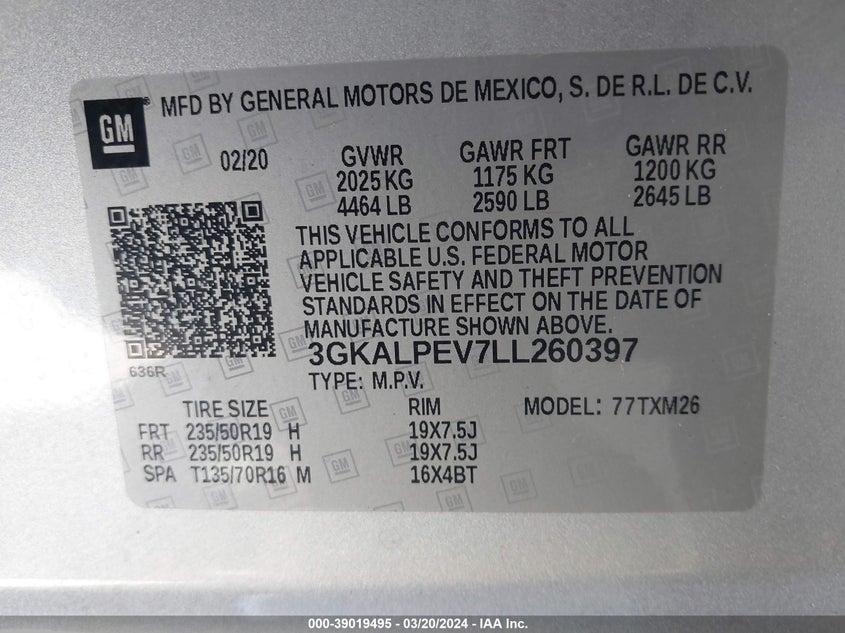 GM® MFD BY GENERAL MOTORS DE MEXICO, S. DE R.L. DE C.V.
02/20 GVWR GAWR FRT GAWR RR
2025 KG 1175 KG 1200 KG
4464 LB 2590 LB 2645 LB
THIS VEHICLE CONFORMS TO ALL
APPLICABLE U.S. FEDERAL MOTOR
VEHICLE SAFETY AND THEFT PREVENTION
STANDARDS IN EFFECT ON THE DATE OF
MANUFACTURE SHOWN ABOVE.
636R
3GKALPEV7LL260397
TYPE: M.P.V.
TIRE SIZE RIM MODEL: 77TXM26
FRT 235/50R19 H 19X7.5J
RR 235/50R19 H 19X7.5J
SPA T135/70R16 M 16X4BT
000-39019495 - 03/20/2024 - IAA Inc.